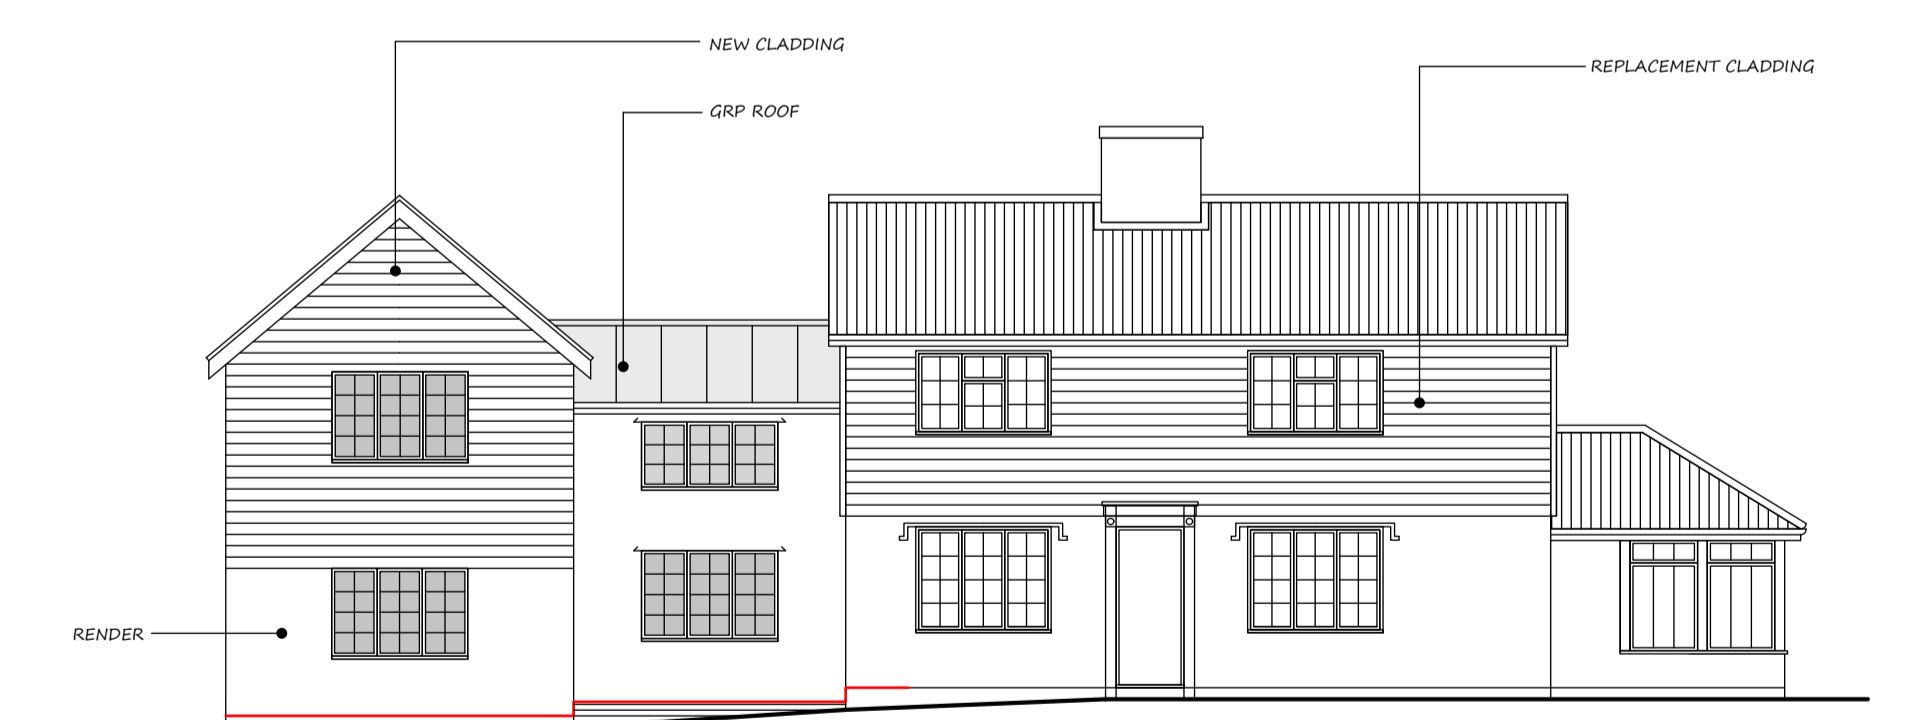 NEW CLADDING
REPLACEMENT CLADDING
GRP ROOF
RENDER